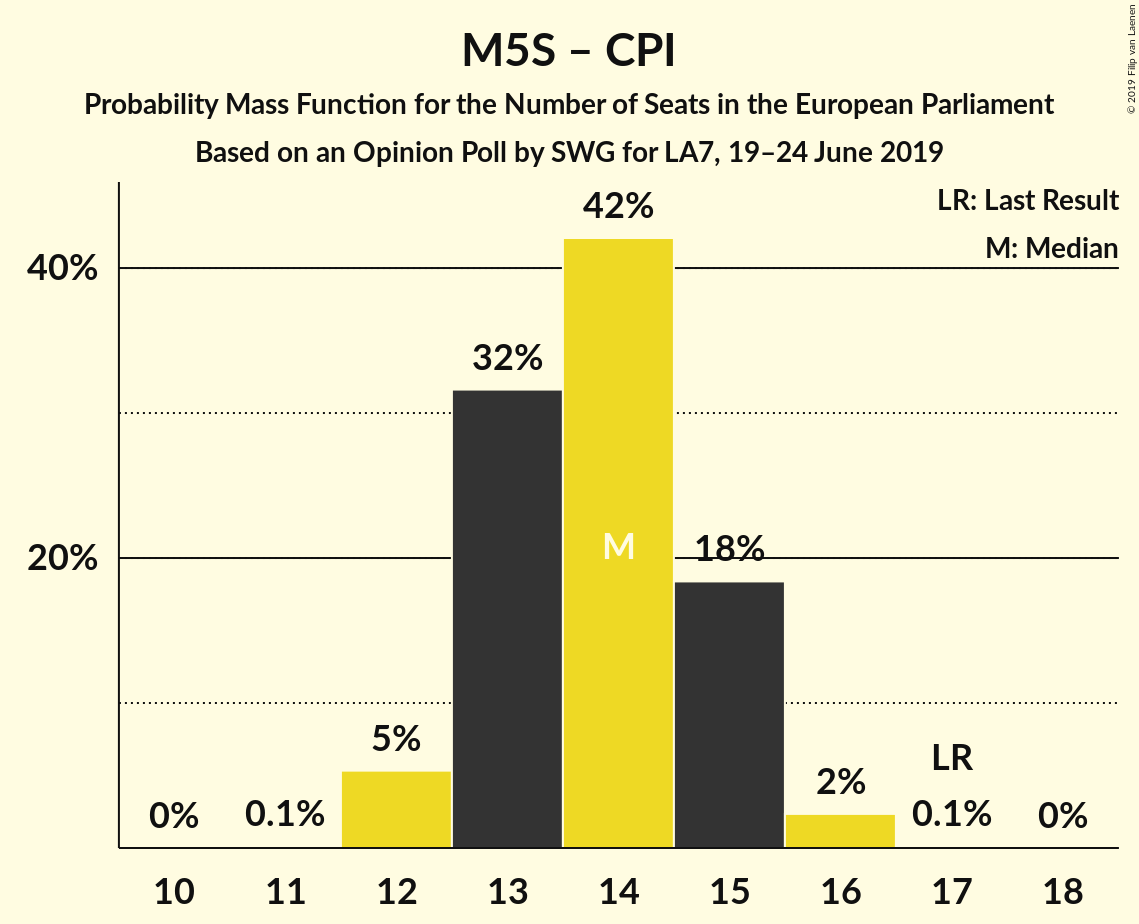 © 2019 Filip van Laenen
M5S – CPI
Probability Mass Function for the Number of Seats in the European Parliament
Based on an Opinion Poll by SWG for LA7, 19–24 June 2019
LR: Last Result
M: Median
42%
40%
32%
M
18%
20%
5%
LR
2%
0%
0.1%
0.1%
0%
10 11 12 13 14 15 16 17 18